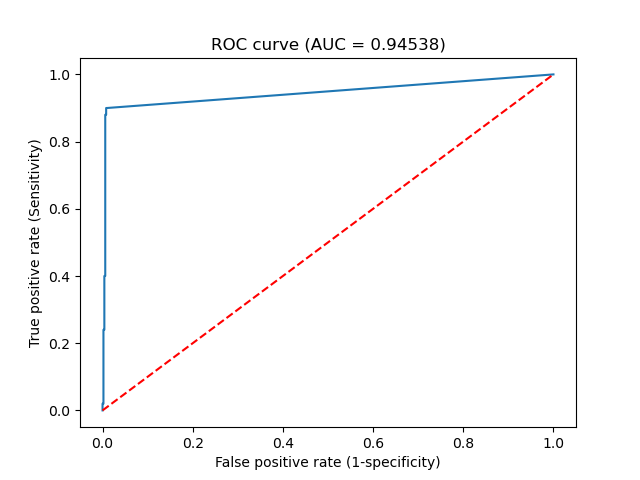 ROC curve (AUC = 0.94538)
True positive rate (Sensitivity)
1.0
0.8
0.6
0.4
0.2
0.0
0.0 0.2 0.4 0.6 0.8 1.0
False positive rate (1-specificity)